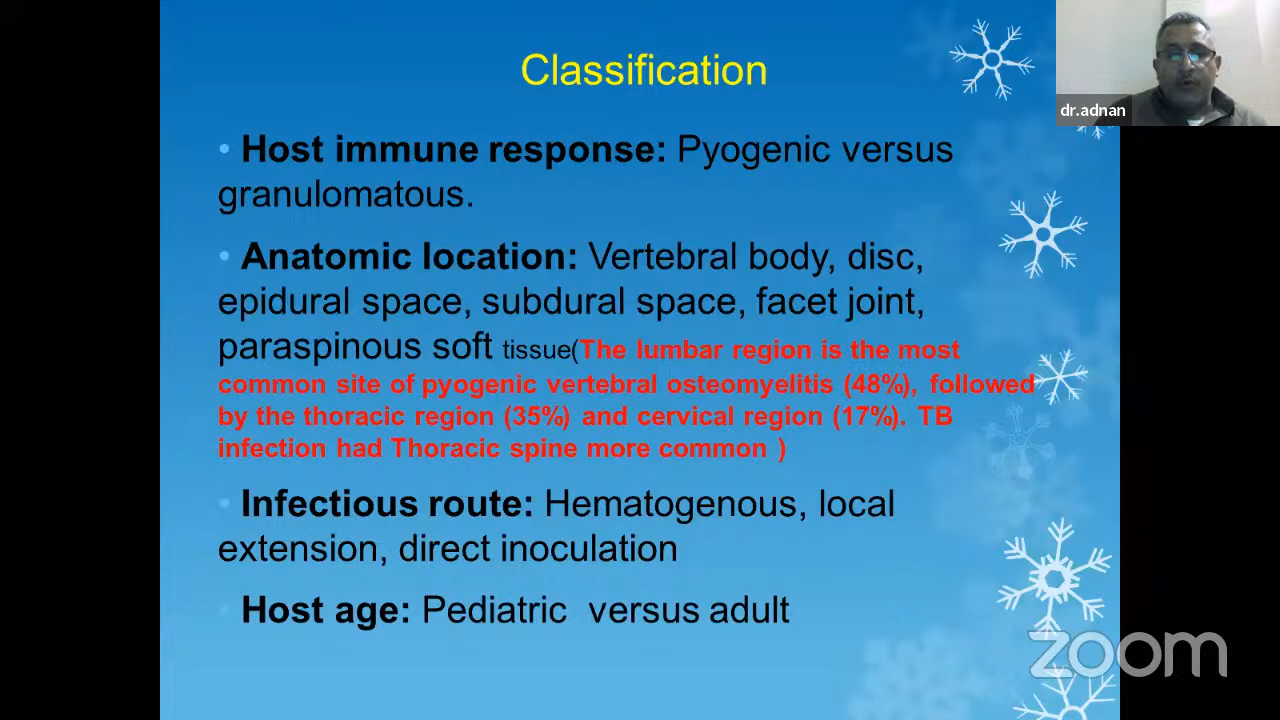 Classification
dr.adnan
• Host immune response: Pyogenic versus
granulomatous.
• Anatomic location: Vertebral body, disc,
epidural space, subdural space, facet joint,
paraspinous soft tissue(The lumbar region is the most
common site of pyogenic vertebral osteomyelitis (48%), followed
by the thoracic region (35%) and cervical region (17%). TB
infection had Thoracic spine more common )
• Infectious route: Hematogenous, local
extension, direct inoculation
• Host age: Pediatric  versus adult
zoom